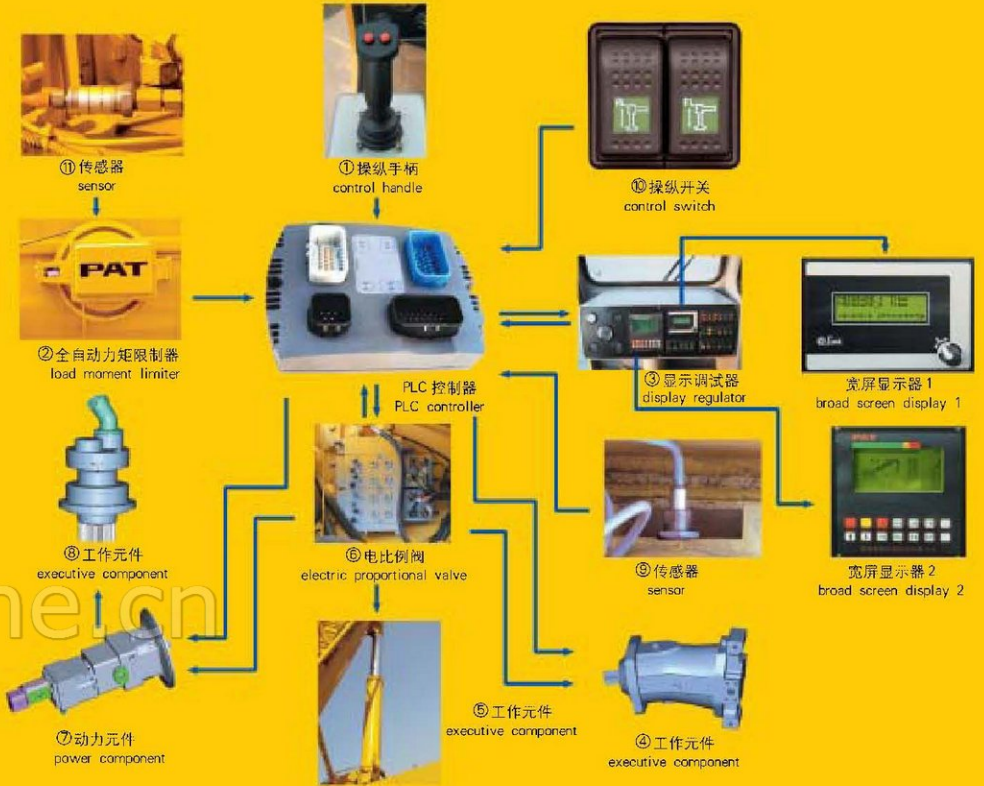 ⑪传感器
sensor
①操纵手柄
control handle
⑩操纵开关
control switch
PAT
②全自动力矩限制器
load moment limiter
PLC 控制器
PLC controller
③显示调试器
display regulator
宽屏显示器1
broad screen display 1
⑧工作元件
executive component
⑥电比例阀
electric proportional valve
⑨传感器
sensor
宽屏显示器2
broad screen display 2
ne.cn
⑦动力元件
power component
⑤工作元件
executive component
④工作元件
executive component